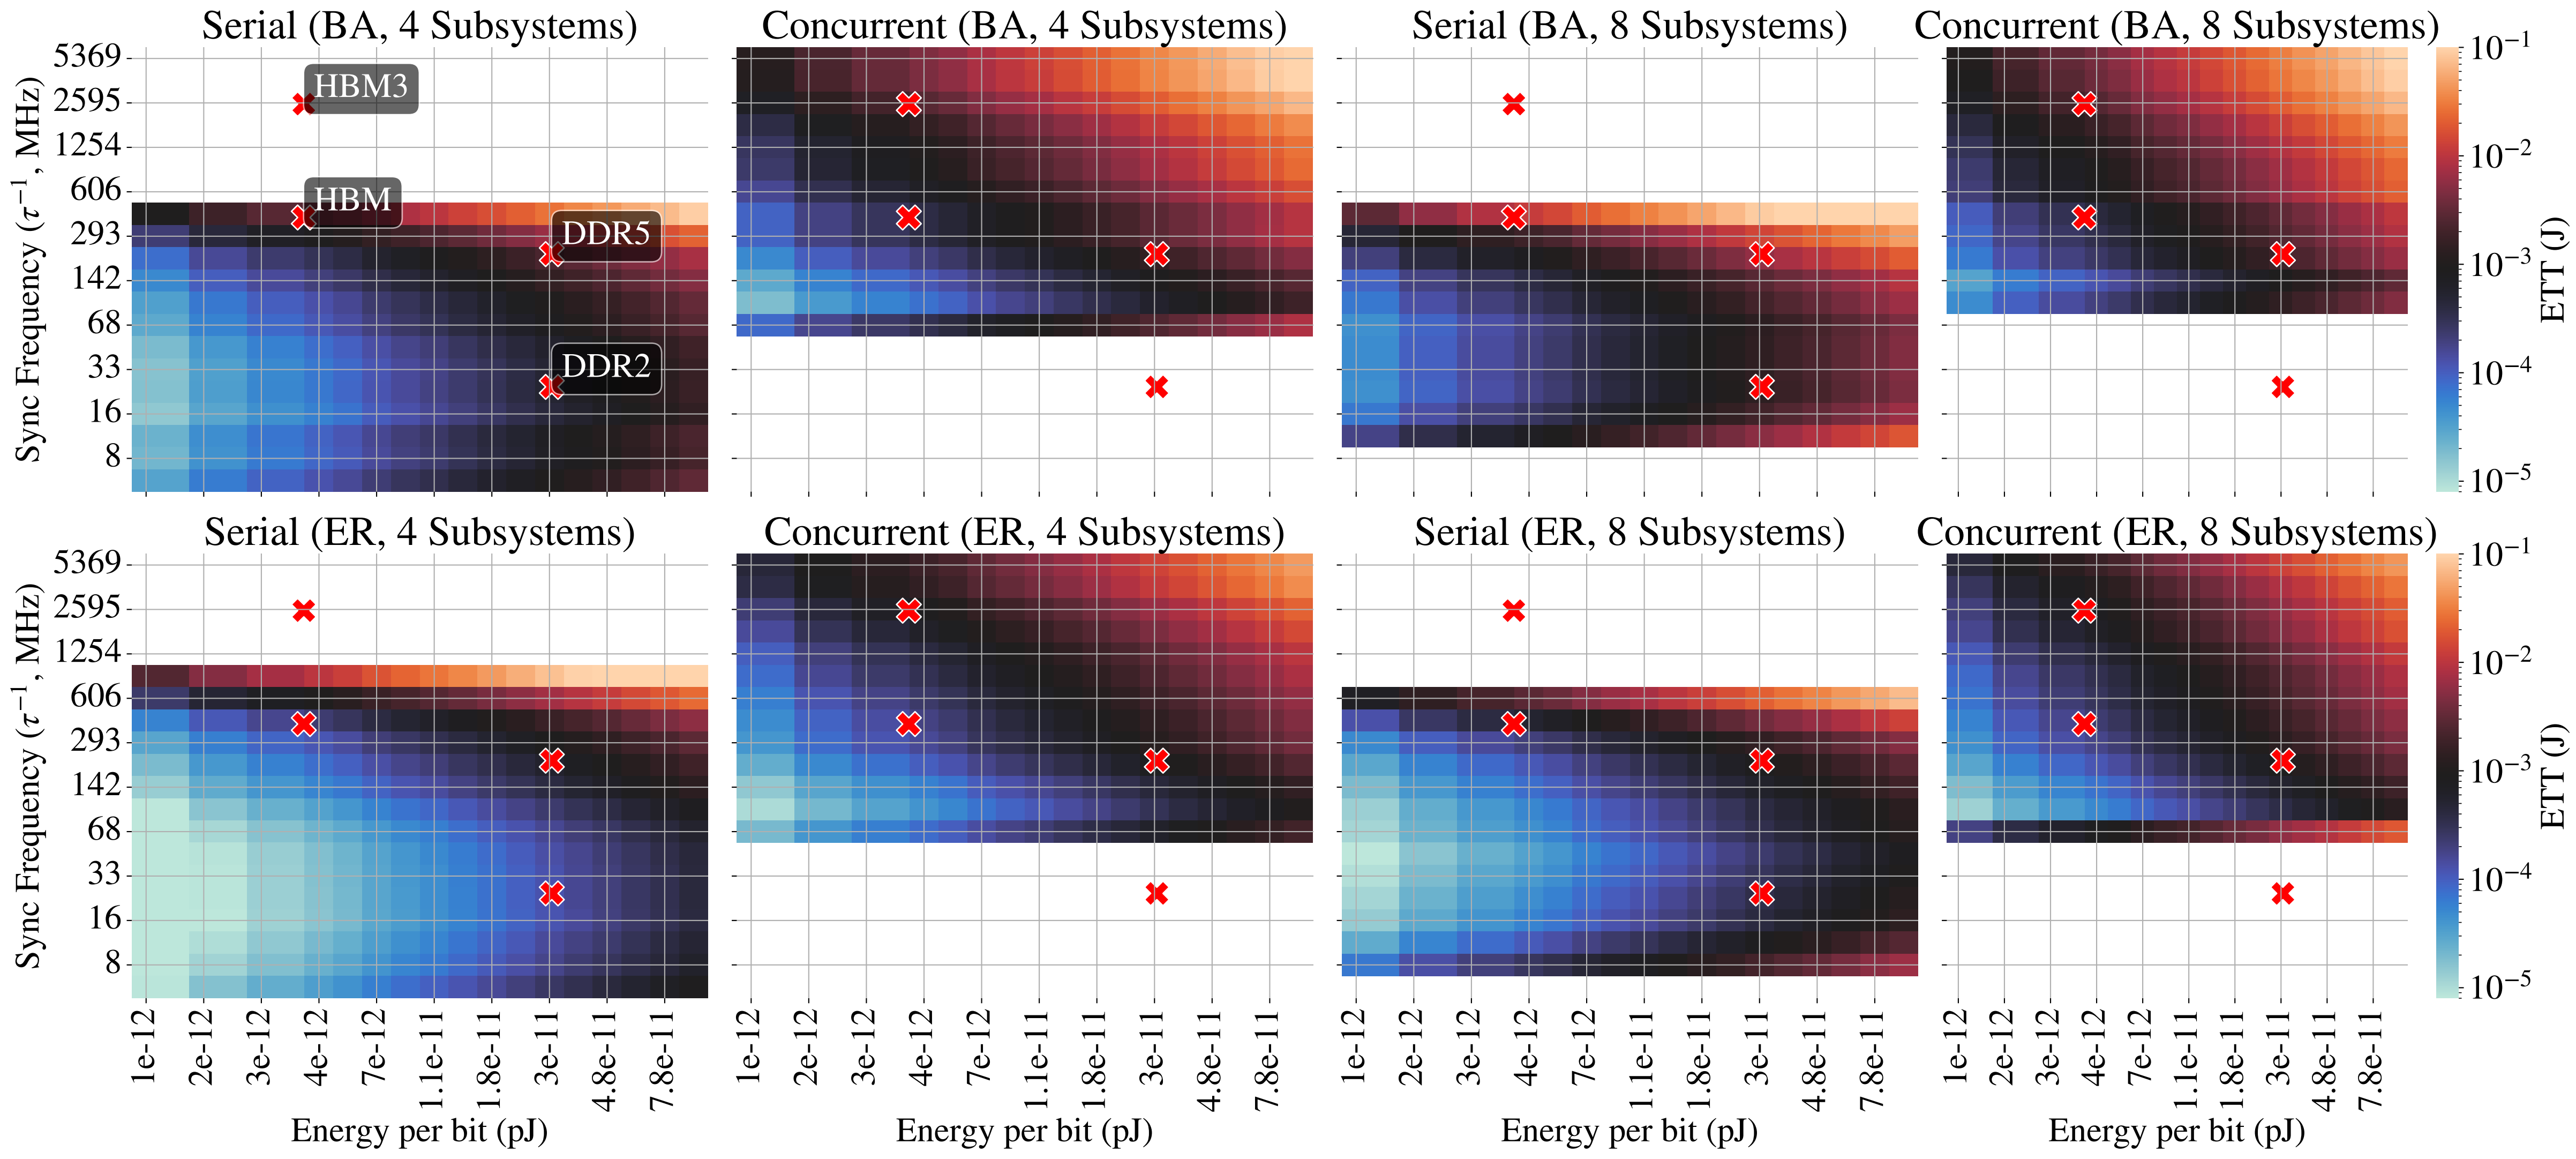 Serial (BA, 4 Subsystems)
Concurrent (BA, 4 Subsystems)
Serial (BA, 8 Subsystems)
Concurrent (BA, 8 Subsystems)
Sync Frequency (τ⁻¹, MHz)
5369
2595
1254
606
293
142
68
33
16
8
HBM3
HBM
DDR5
DDR2
10⁻¹
10⁻²
10⁻³
10⁻⁴
10⁻⁵
ETTT (J)
Serial (ER, 4 Subsystems)
Concurrent (ER, 4 Subsystems)
Serial (ER, 8 Subsystems)
Concurrent (ER, 8 Subsystems)
Sync Frequency (τ⁻¹, MHz)
5369
2595
1254
606
293
142
68
33
16
8
10⁻¹
10⁻²
10⁻³
10⁻⁴
10⁻⁵
ETTT (J)
1e-12 2e-12 3e-12 4e-12 7e-12 1.1e-11 1.8e-11 3e-11 4.8e-11 7.8e-11
1e-12 2e-12 3e-12 4e-12 7e-12 1.1e-11 1.8e-11 3e-11 4.8e-11 7.8e-11
1e-12 2e-12 3e-12 4e-12 7e-12 1.1e-11 1.8e-11 3e-11 4.8e-11 7.8e-11
1e-12 2e-12 3e-12 4e-12 7e-12 1.1e-11 1.8e-11 3e-11 4.8e-11 7.8e-11
Energy per bit (pJ)
Energy per bit (pJ)
Energy per bit (pJ)
Energy per bit (pJ)